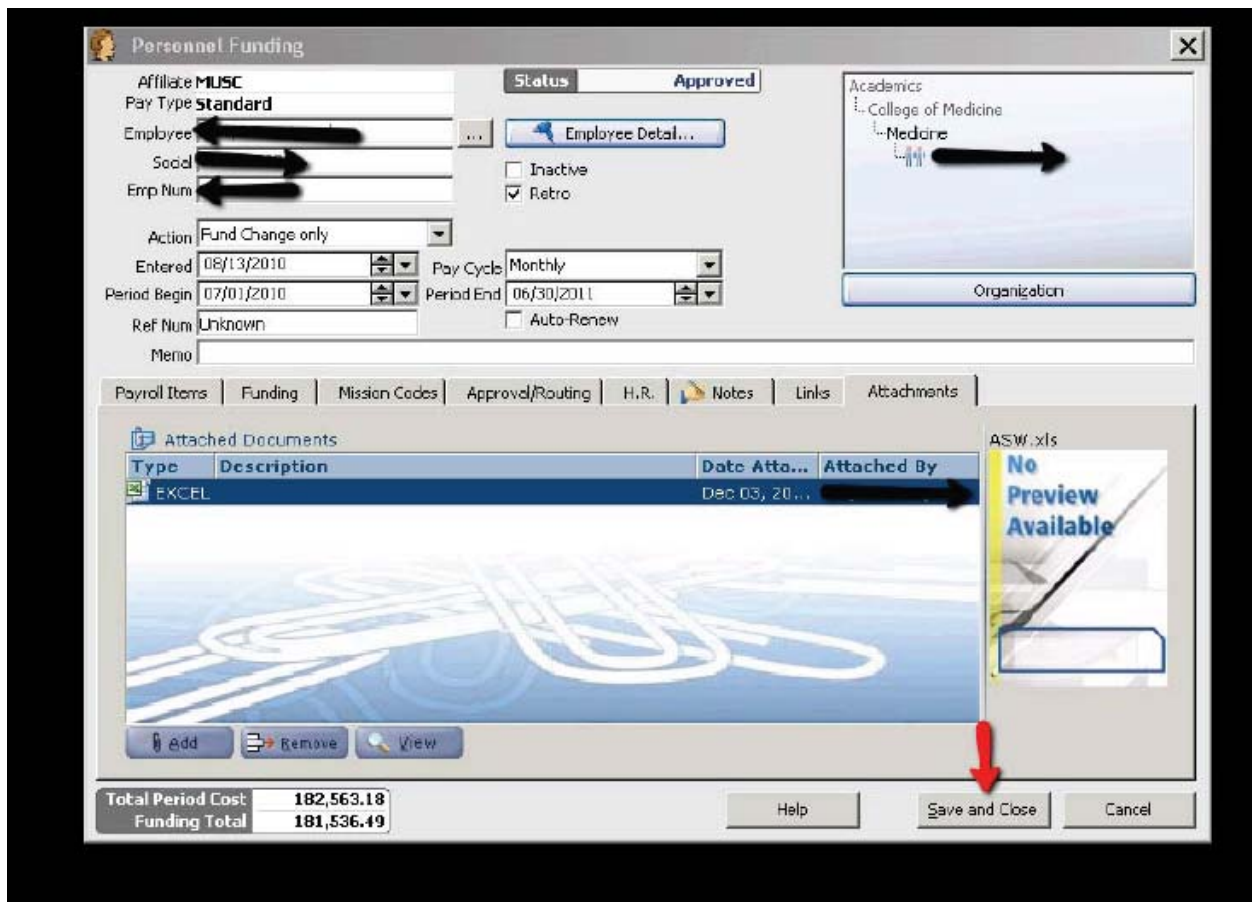 Personnel Funding
Affiliate MUSC
Status Approved
Pay Type Standard
Employee
... Employee Detail...
Social
Inactive
Emp Num
Retro
Academics
College of Medicine
Medicine
Action Fund Change only
Entered 08/13/2010 Pay Cycle Monthly
Period Begin 07/01/2010 Period End 06/30/2011
Organization
Ref Num Unknown Auto-Renew
Memo
Payroll Items Funding Mission Codes Approval/Routing H.R. Notes Links Attachments
Attached Documents
Type Description Date Atta... Attached By
EXCEL Dec 03, 20...
ASW.xls
No
Preview
Available
Add Remove View
Total Period Cost 182,563.18
Funding Total 181,536.49
Help Save and Close Cancel